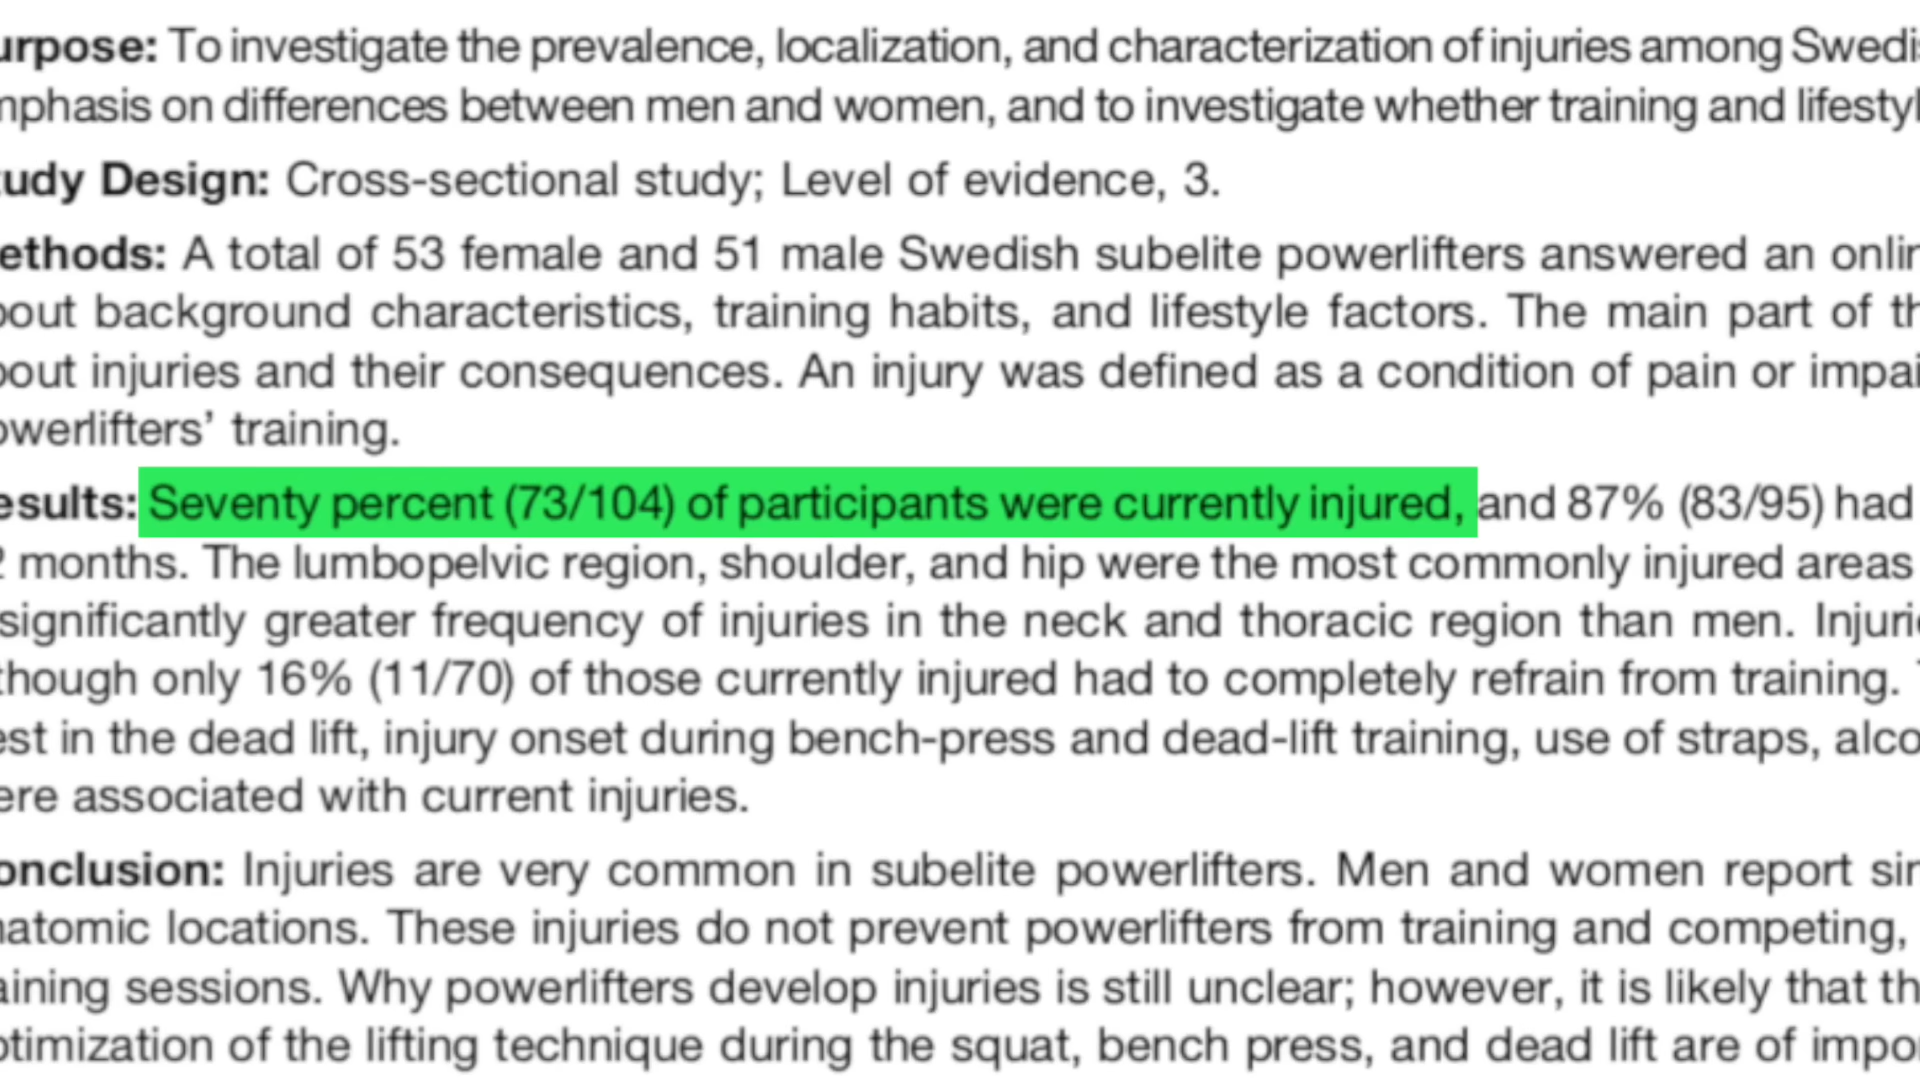 urpose: To investigate the prevalence, localization, and characterization of injuries among Swedi
mphasis on differences between men and women, and to investigate whether training and lifestyl
tudy Design: Cross-sectional study; Level of evidence, 3.
ethods: A total of 53 female and 51 male Swedish subelite powerlifters answered an onlin
bout background characteristics, training habits, and lifestyle factors. The main part of th
bout injuries and their consequences. An injury was defined as a condition of pain or impai
owerlifters’ training.
esults: Seventy percent (73/104) of participants were currently injured, and 87% (83/95) had
2 months. The lumbopelvic region, shoulder, and hip were the most commonly injured areas
significantly greater frequency of injuries in the neck and thoracic region than men. Injurie
though only 16% (11/70) of those currently injured had to completely refrain from training. T
est in the dead lift, injury onset during bench-press and dead-lift training, use of straps, alco
ere associated with current injuries.
onclusion: Injuries are very common in subelite powerlifters. Men and women report sim
natomic locations. These injuries do not prevent powerlifters from training and competing,
aining sessions. Why powerlifters develop injuries is still unclear; however, it is likely that th
ptimization of the lifting technique during the squat, bench press, and dead lift are of impor